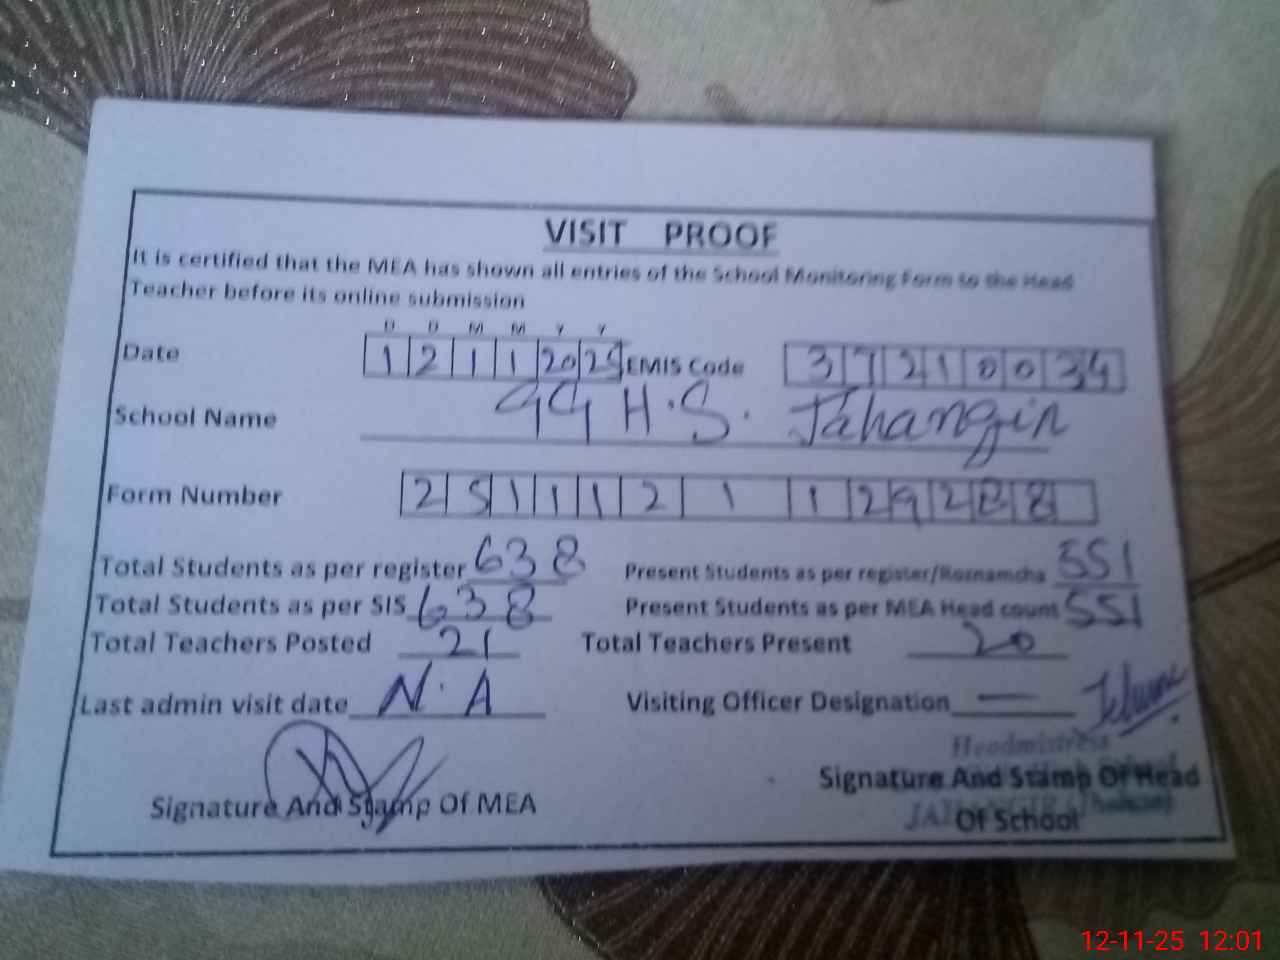 VISIT PROOF
It is certified that the MEA has shown all entries of the School Monitoring Form to the Head
Teacher before its online submission
D D M M Y Y
Date 1 2 1 1 20 25 EMIS Code 3 7 2 1 0 0 34
School Name GGH.S. Jahangir
Form Number 2 5 1 1 1 2 1 1 2 9 2 8 8
Total Students as per register 638 Present Students as per register/Roznamcha 551
Total Students as per SIS 638 Present Students as per MEA Head count 551
Total Teachers Posted 21 Total Teachers Present 20
Last admin visit date N.A Visiting Officer Designation —
Headmistress
Signature And Stamp Of MEA Signature And Stamp Of Head
Of School
12-11-25 12:01